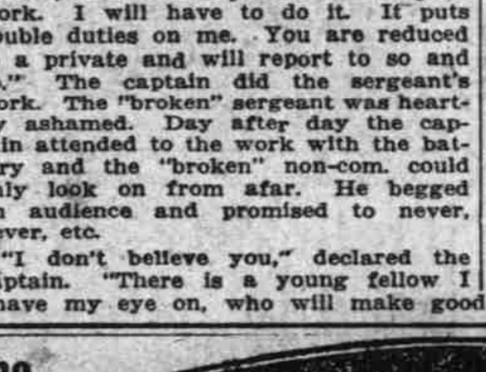 ork. I will have to do it. It puts
ouble duties on me. You are reduced
a private and will report to so and
." The captain did the sergeant's
ork. The "broken" sergeant was heart-
y ashamed. Day after day the cap-
in attended to the work with the bat-
ry and the "broken" non-com. could
nly look on from afar. He begged
n audience and promised to never,
ever, etc.
"I don't believe you," declared the
aptain. "There is a young fellow I
have my eye on, who will make good